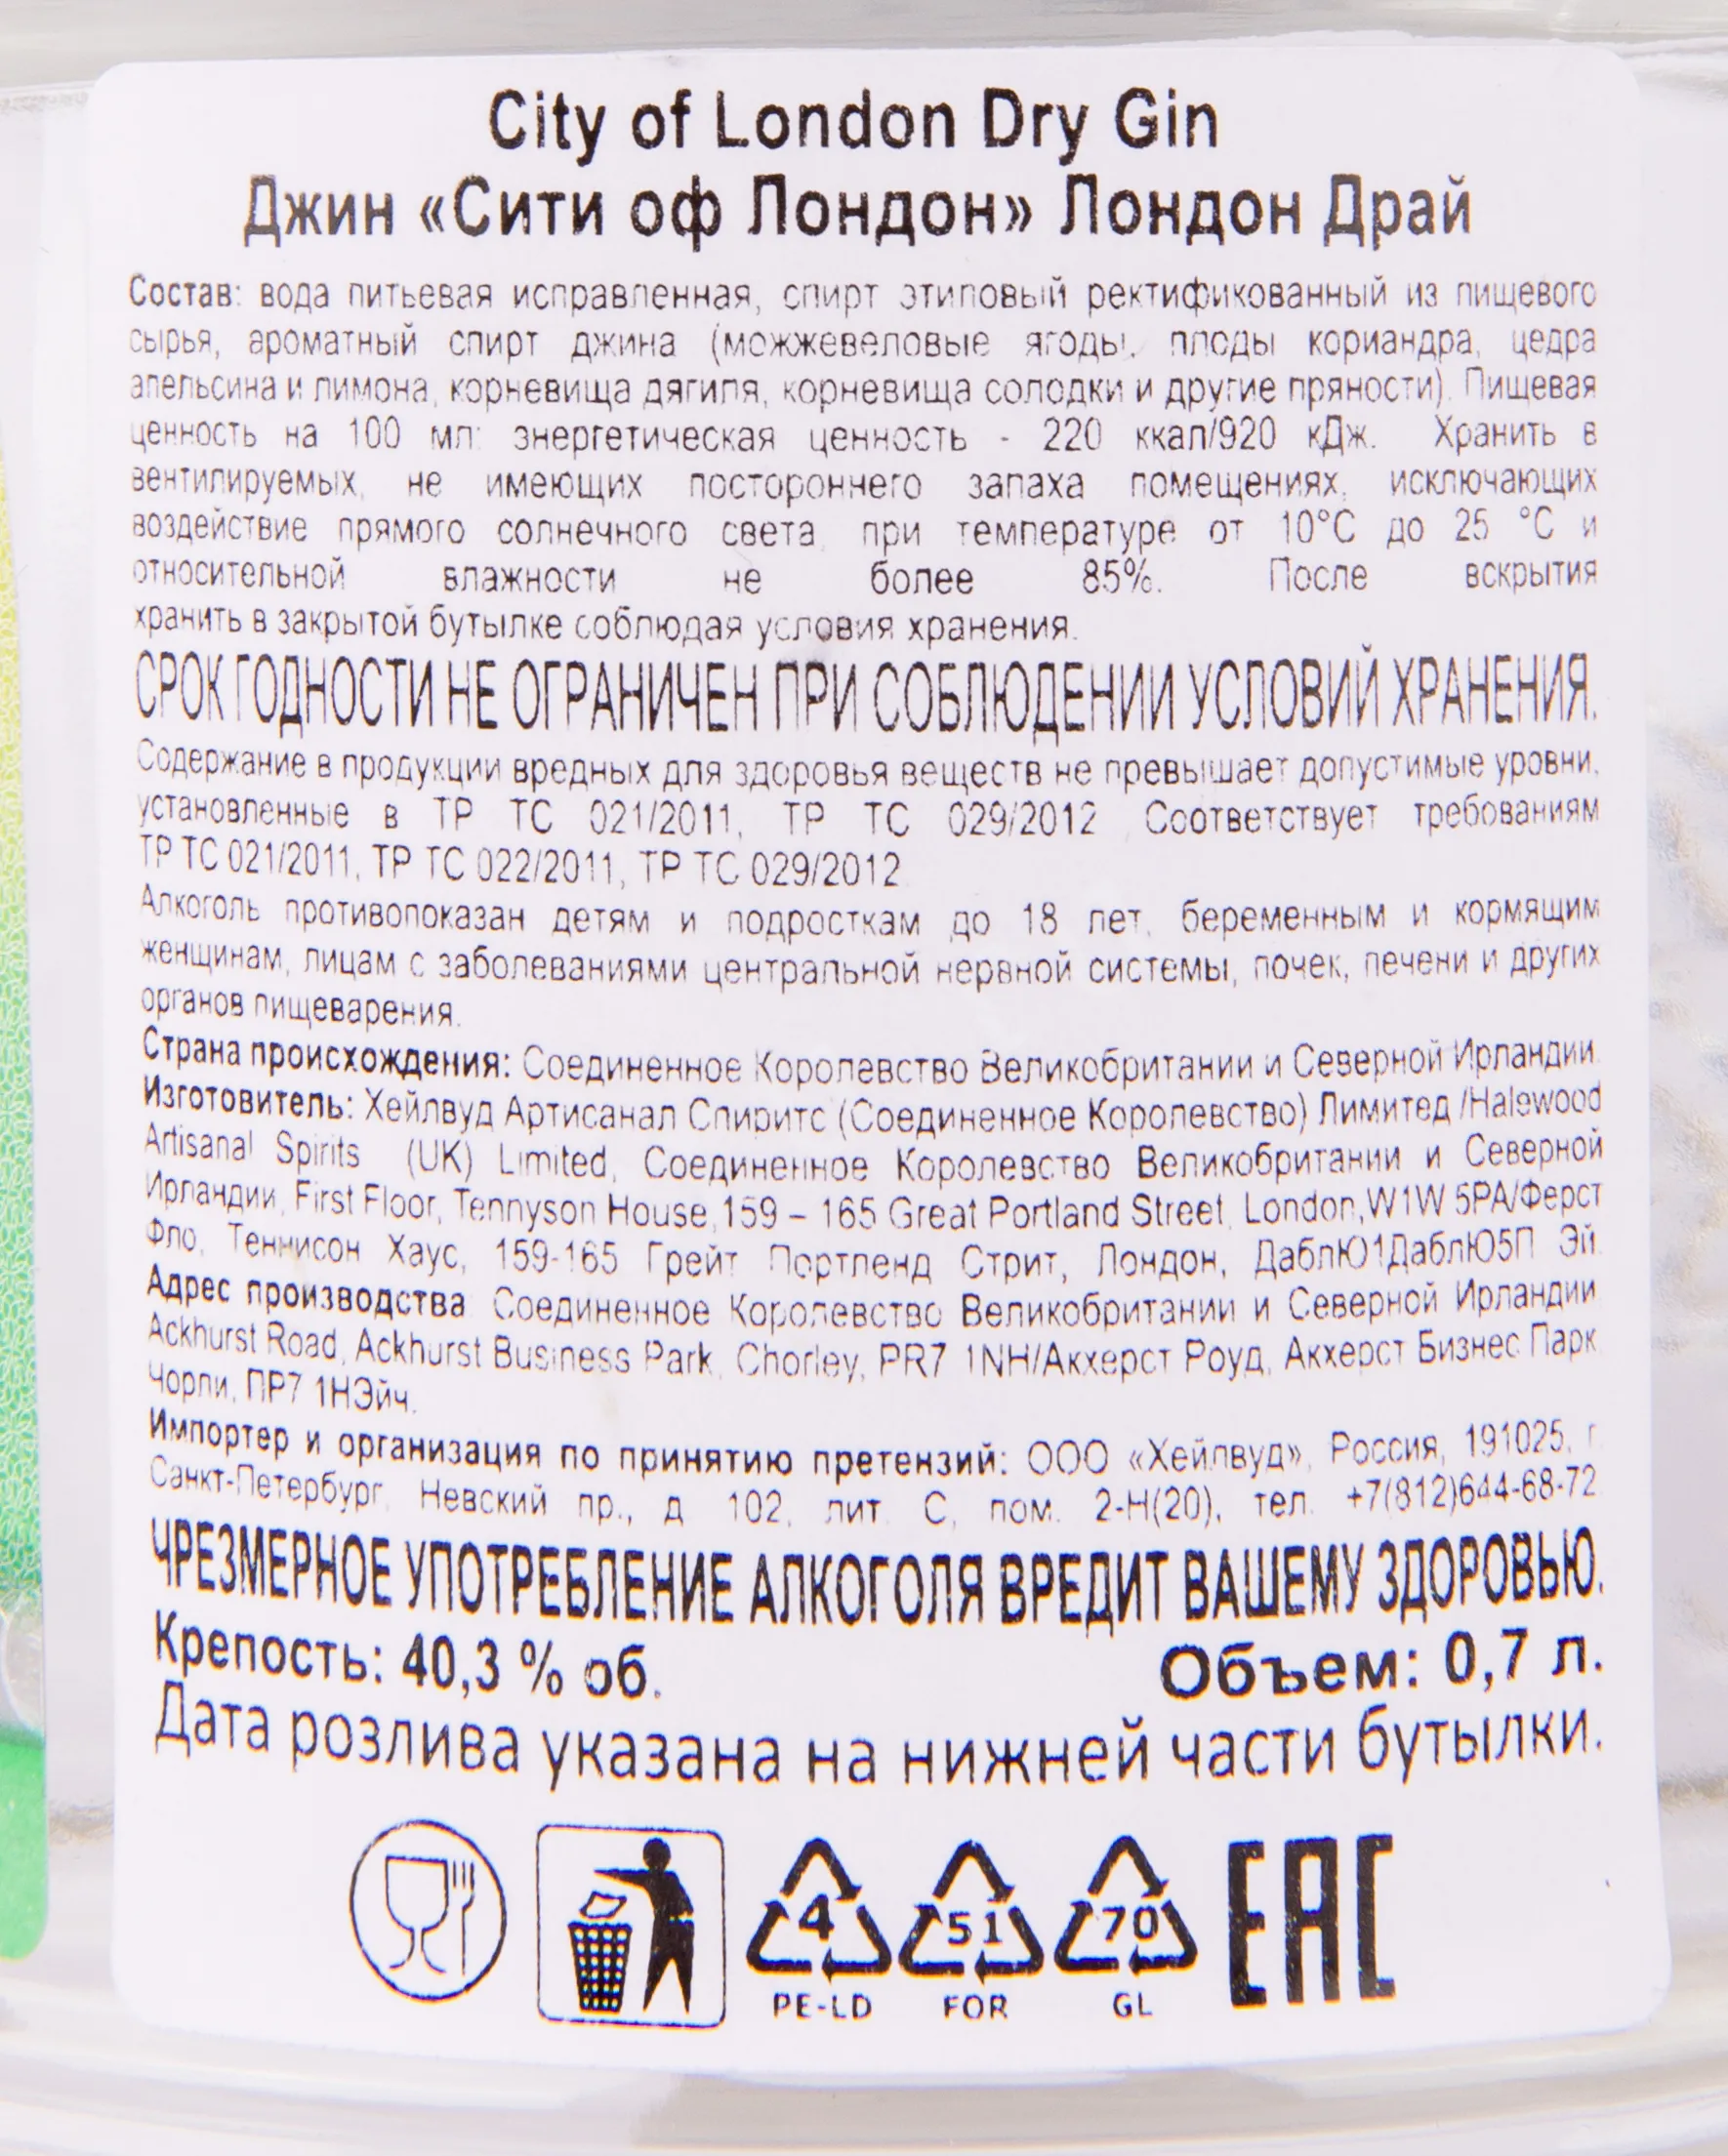 City of London Dry Gin
Джин «Сити оф Лондон» Лондон Драй
Состав: вода питьевая исправленная, спирт этиловый ректификованный из пищевого
сырья, ароматный спирт джина (можжевеловые ягоды, плоды кориандра, цедра
апельсина и лимона, корневища дягиля, корневища солодки и другие пряности). Пищевая
ценность на 100 мл: энергетическая ценность - 220 ккал/920 кДж. Хранить в
вентилируемых, не имеющих постороннего запаха помещениях, исключающих
воздействие прямого солнечного света, при температуре от 10°С до 25 °С и
относительной влажности не более 85%. После вскрытия
хранить в закрытой бутылке соблюдая условия хранения.
СРОК ГОДНОСТИ НЕ ОГРАНИЧЕН ПРИ СОБЛЮДЕНИИ УСЛОВИЙ ХРАНЕНИЯ.
Содержание в продукции вредных для здоровья веществ не превышает допустимые уровни,
установленные в ТР ТС 021/2011, ТР ТС 029/2012 Соответствует требованиям
ТР ТС 021/2011, ТР ТС 022/2011, ТР ТС 029/2012
Алкоголь противопоказан детям и подросткам до 18 лет, беременным и кормящим
женщинам, лицам с заболеваниями центральной нервной системы, почек, печени и других
органов пищеварения.
Страна происхождения: Соединенное Королевство Великобритании и Северной Ирландии.
Изготовитель: Хейлвуд Артисанал Спиритс (Соединенное Королевство) Лимитед /Halewood
Artisanal Spirits (UK) Limited, Соединенное Королевство Великобритании и Северной
Ирландии, First Floor, Tennyson House, 159 – 165 Great Portland Street, London, W1W 5PA/Ферст
Фло, Теннисон Хаус, 159-165 Грейт Портленд Стрит, Лондон, ДаблЮ1ДаблЮ5П Эй.
Адрес производства: Соединенное Королевство Великобритании и Северной Ирландии,
Ackhurst Road, Ackhurst Business Park, Chorley, PR7 1NH/Акхерст Роуд, Акхерст Бизнес Парк,
Чорли, ПР7 1НЭйч.
Импортер и организация по принятию претензий: ООО «Хейлвуд», Россия, 191025, г.
Санкт-Петербург, Невский пр., д. 102, лит. С, пом. 2-Н(20), тел. +7(812)644-68-72.
ЧРЕЗМЕРНОЕ УПОТРЕБЛЕНИЕ АЛКОГОЛЯ ВРЕДИТ ВАШЕМУ ЗДОРОВЬЮ.
Крепость: 40,3 % об. Объем: 0,7 л.
Дата розлива указана на нижней части бутылки.
4 51 70 EAC
PE-LD FOR GL